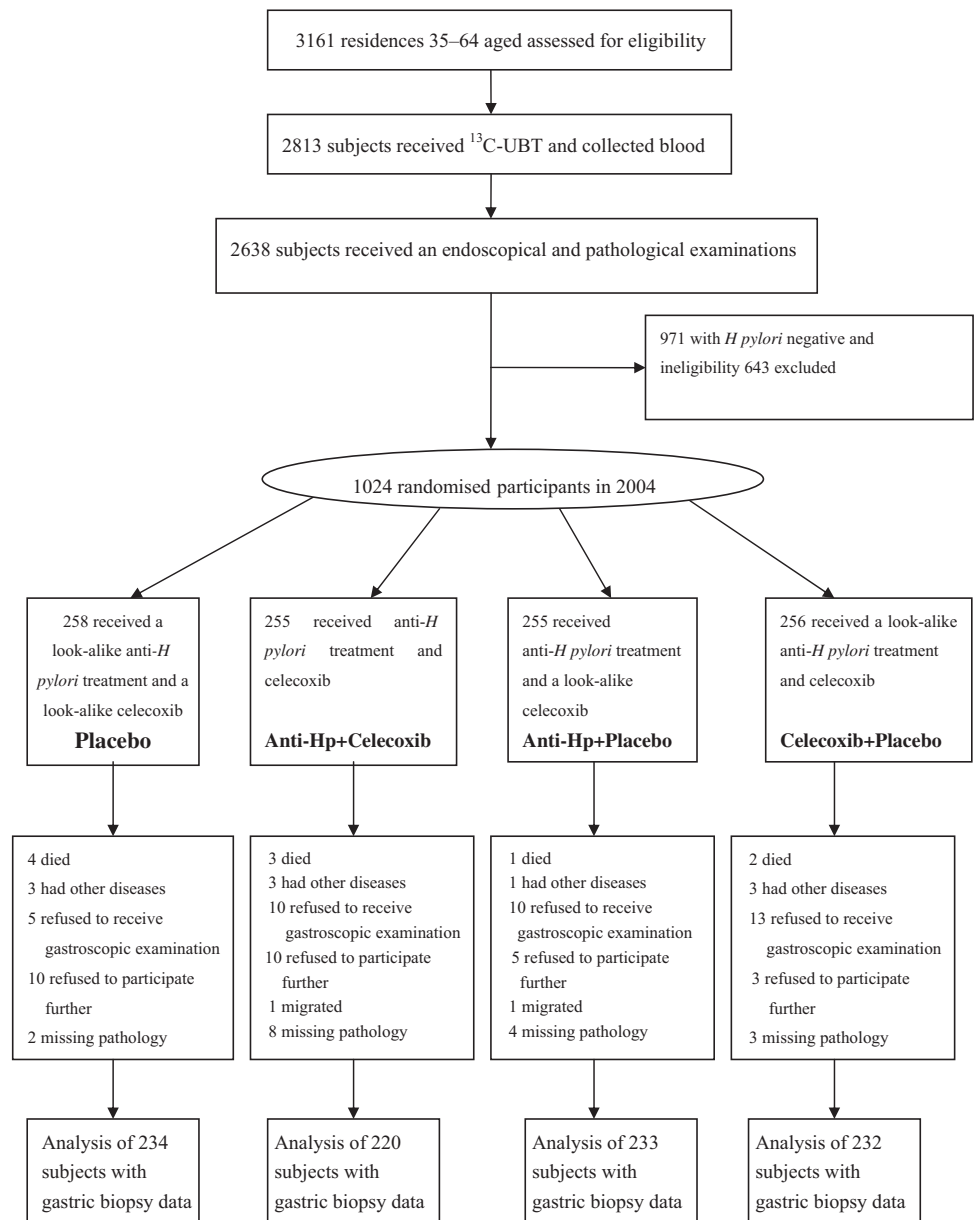 3161 residences 35–64 aged assessed for eligibility
2813 subjects received ¹³C-UBT and collected blood
2638 subjects received an endoscopical and pathological examinations
971 with H pylori negative and
ineligibility 643 excluded
1024 randomised participants in 2004
258 received a
look-alike anti-H
pylori treatment and a
look-alike celecoxib
Placebo
255 received anti-H
pylori treatment and
celecoxib
Anti-Hp+Celecoxib
255 received
anti-H pylori treatment
and a look-alike
celecoxib
Anti-Hp+Placebo
256 received a look-alike
anti-H pylori treatment
and celecoxib
Celecoxib+Placebo
4 died
3 had other diseases
5 refused to receive
gastroscopic examination
10 refused to participate
further
2 missing pathology
3 died
3 had other diseases
10 refused to receive
gastroscopic examination
10 refused to participate
further
1 migrated
8 missing pathology
1 died
1 had other diseases
10 refused to receive
gastroscopic examination
5 refused to participate
further
1 migrated
4 missing pathology
2 died
3 had other diseases
13 refused to receive
gastroscopic examination
3 refused to participate
further
3 missing pathology
Analysis of 234
subjects with
gastric biopsy data
Analysis of 220
subjects with
gastric biopsy data
Analysis of 233
subjects with
gastric biopsy data
Analysis of 232
subjects with
gastric biopsy data